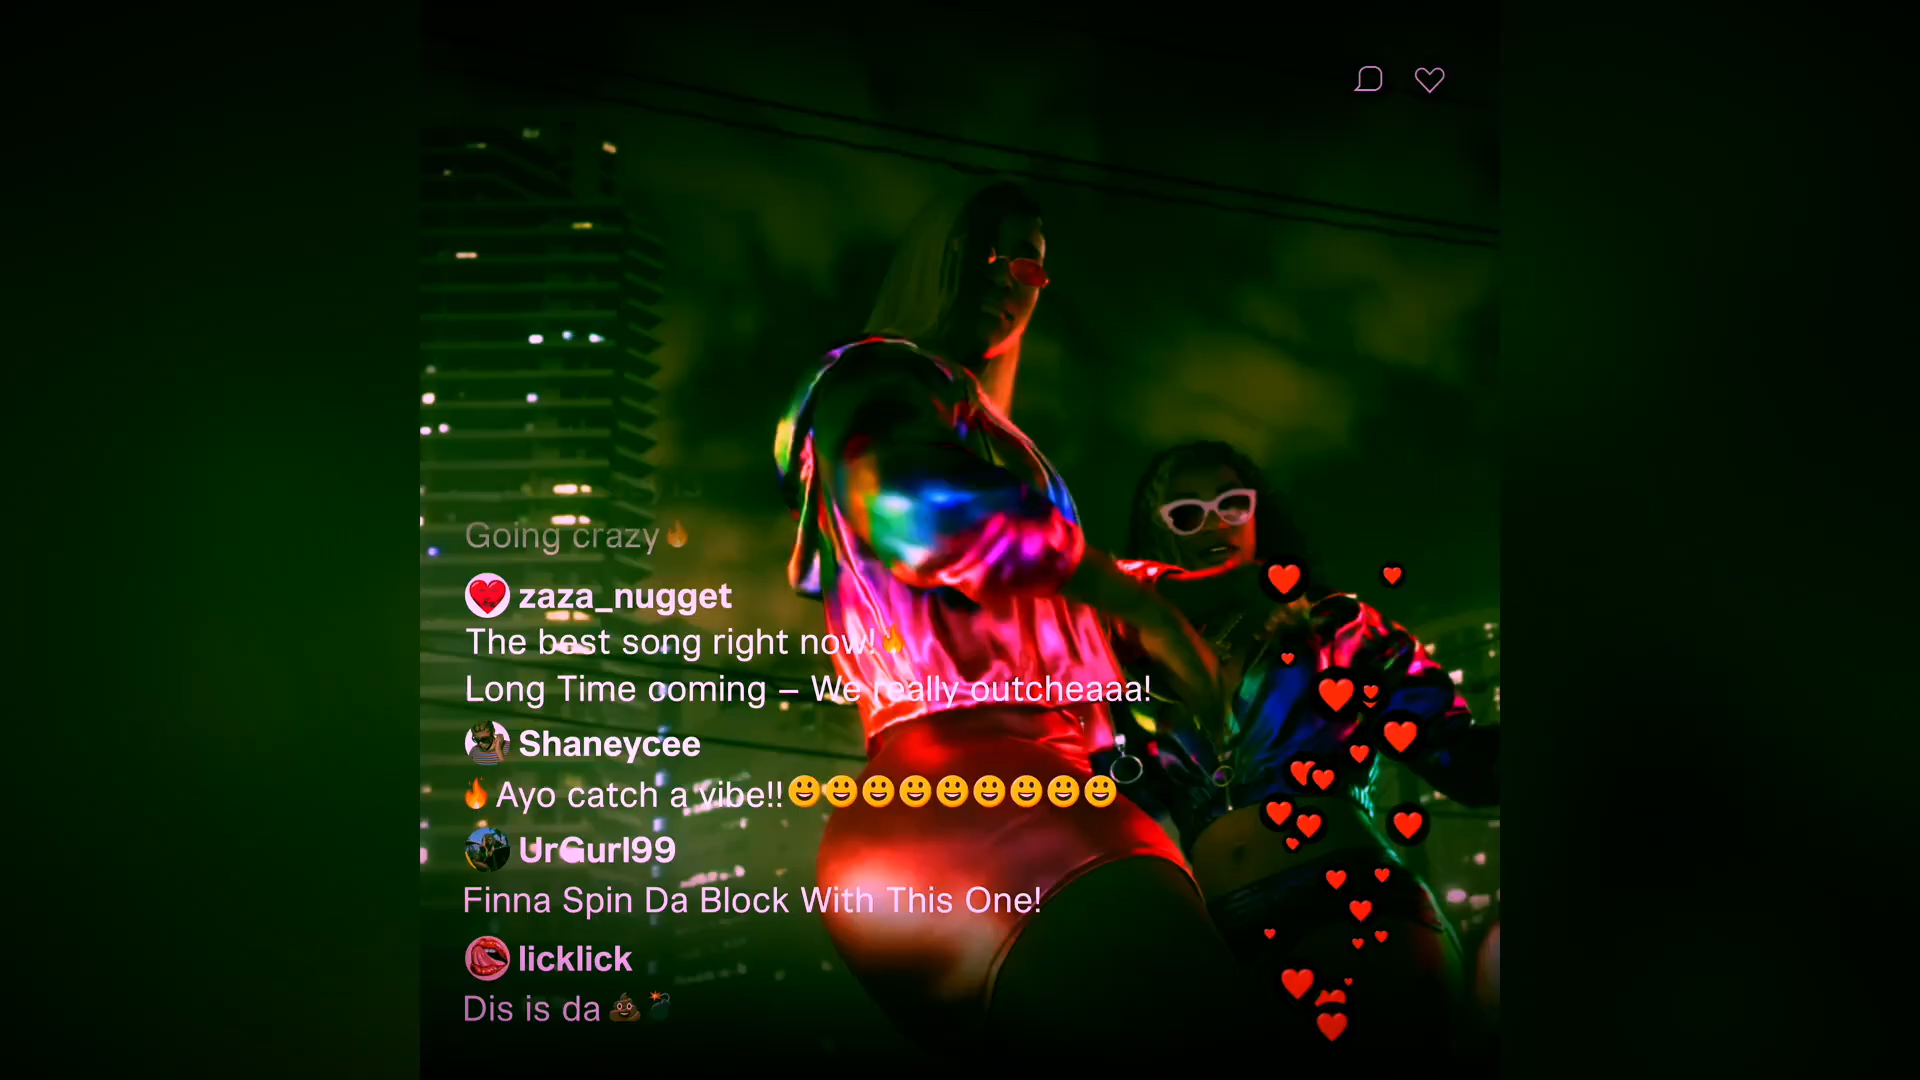 Going crazy🔥
zaza_nugget
The best song right now!🔥
Long Time coming – We really outcheaaa!
Shaneycee
🔥Ayo catch a vibe!!😀😀😀😀😀😀😀😀😀
UrGurl99
Finna Spin Da Block With This One!
licklick
Dis is da💩💣